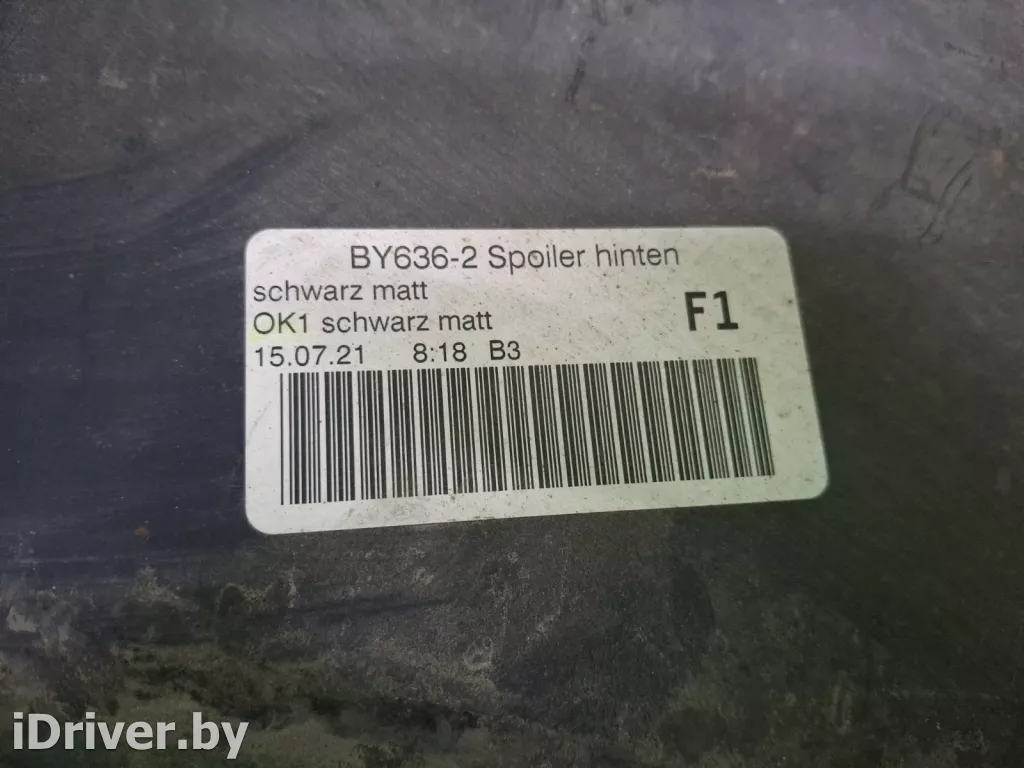 BY636-2 Spoiler hinten
schwarz matt
OK1 schwarz matt
F1
15.07.21 8:18 B3
iDriver.by